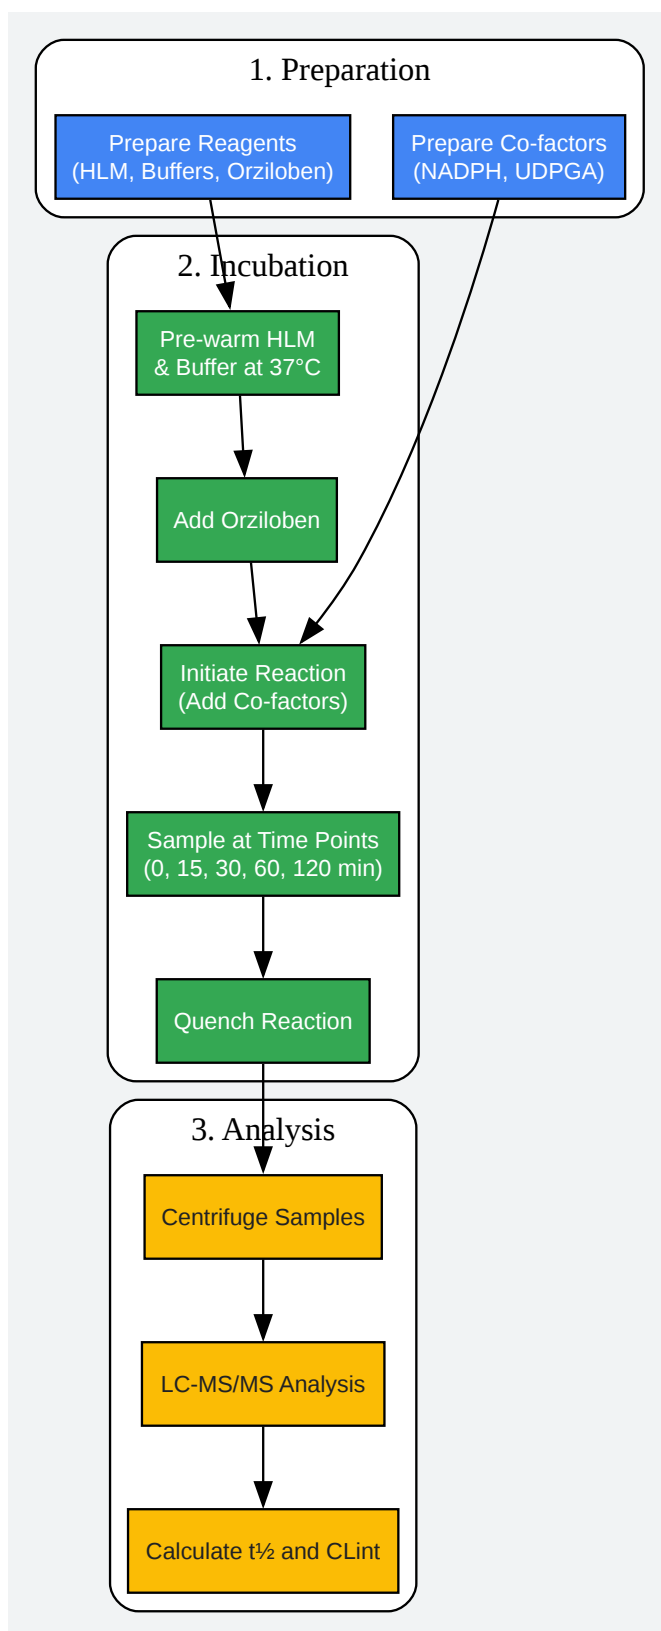 1. Preparation
Prepare Reagents
(HLM, Buffers, Orziloben)
Prepare Co-factors
(NADPH, UDPGA)
2. Incubation
Pre-warm HLM
& Buffer at 37°C
Add Orziloben
Initiate Reaction
(Add Co-factors)
Sample at Time Points
(0, 15, 30, 60, 120 min)
Quench Reaction
3. Analysis
Centrifuge Samples
LC-MS/MS Analysis
Calculate t½ and CLint